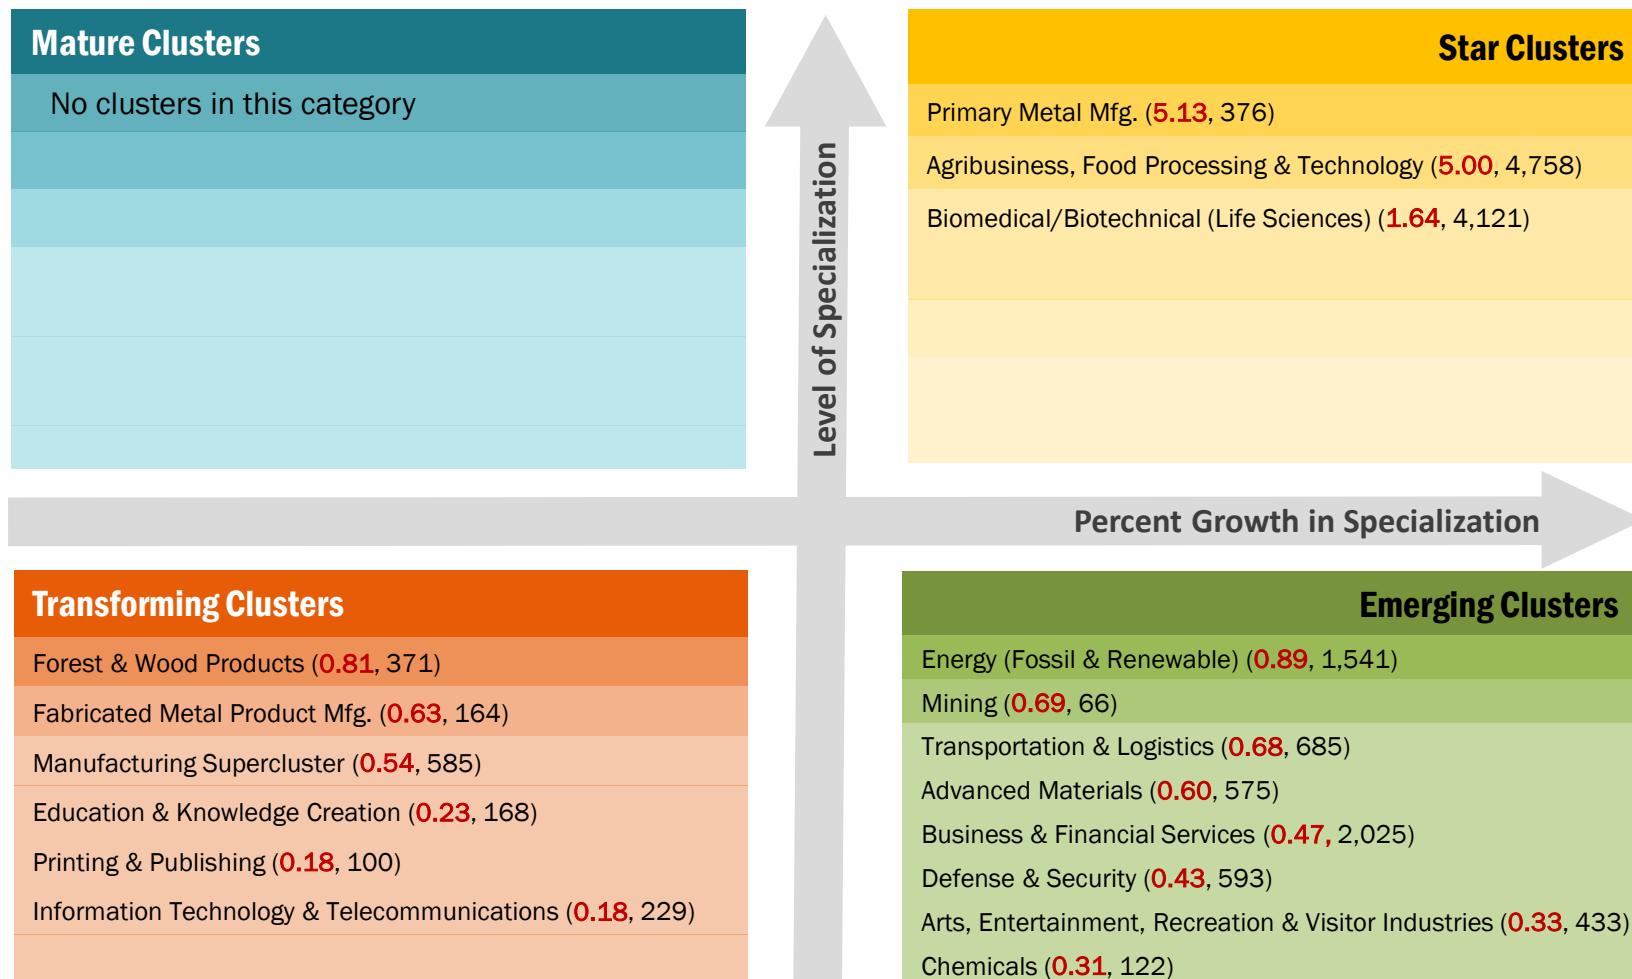 Mature Clusters
No clusters in this category
Star Clusters
Primary Metal Mfg. (5.13, 376)
Agribusiness, Food Processing & Technology (5.00, 4,758)
Biomedical/Biotechnical (Life Sciences) (1.64, 4,121)
Level of Specialization
Percent Growth in Specialization
Transforming Clusters
Forest & Wood Products (0.81, 371)
Fabricated Metal Product Mfg. (0.63, 164)
Manufacturing Supercluster (0.54, 585)
Education & Knowledge Creation (0.23, 168)
Printing & Publishing (0.18, 100)
Information Technology & Telecommunications (0.18, 229)
Emerging Clusters
Energy (Fossil & Renewable) (0.89, 1,541)
Mining (0.69, 66)
Transportation & Logistics (0.68, 685)
Advanced Materials (0.60, 575)
Business & Financial Services (0.47, 2,025)
Defense & Security (0.43, 593)
Arts, Entertainment, Recreation & Visitor Industries (0.33, 433)
Chemicals (0.31, 122)